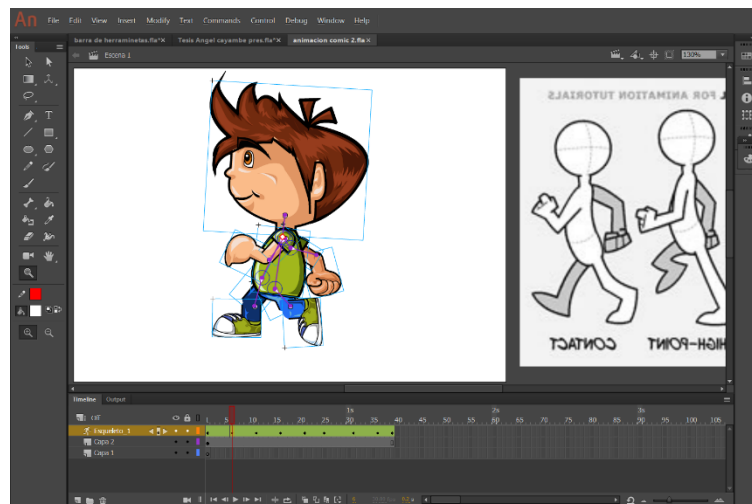 An File Edit View Insert Modify Text Commands Control Debug Window Help
barra de herraminetas.fla*× Tesis Angel cayambe pres.fla*× animacion comic 2.fla×
Tools
Escena 1 130%
L FOR ANIMATION TUTORIALS
CONTACT HIGH-POINT
Timeline Output
1s 2s 3s
1 5 10 15 20 25 30 35 40 45 50 55 60 65 70 75 80 85 90 95 100 105
Esqueleto_1
Capa 2
Capa 1